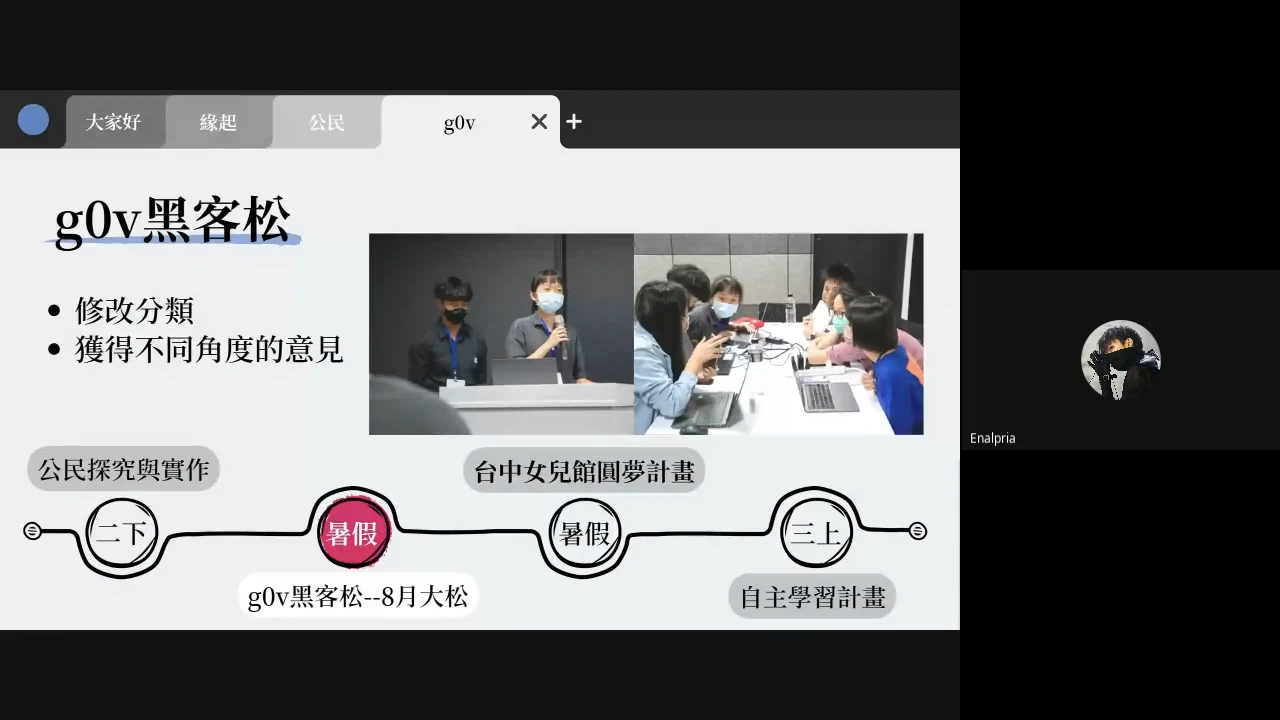 大家好
緣起
公民
g0v
g0v黑客松
修改分類
獲得不同角度的意見
公民探究與實作
台中女兒館圓夢計畫
二下
暑假
暑假
三上
g0v黑客松--8月大松
自主學習計畫
Enalpria